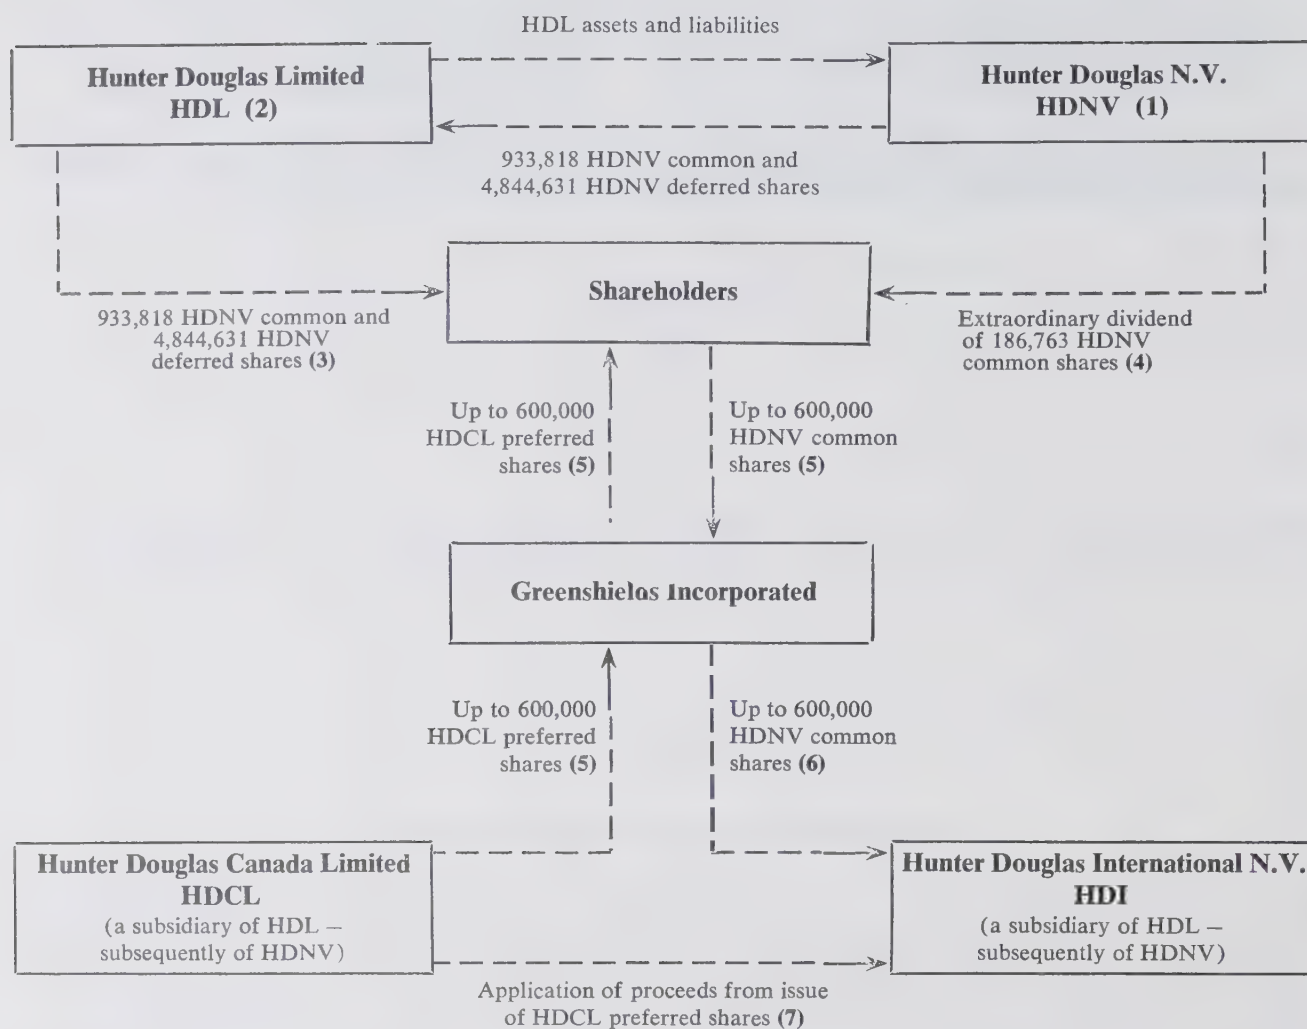 HDL assets and liabilities
Hunter Douglas Limited
HDL (2)
Hunter Douglas N.V.
HDNV (1)
933,818 HDNV common and
4,844,631 HDNV deferred shares
Shareholders
933,818 HDNV common and
4,844,631 HDNV
deferred shares (3)
Extraordinary dividend
of 186,763 HDNV
common shares (4)
Up to 600,000
HDCL preferred
shares (5)
Up to 600,000
HDNV common
shares (5)
Greenshields Incorporated
Up to 600,000
HDCL preferred
shares (5)
Up to 600,000
HDNV common
shares (6)
Hunter Douglas Canada Limited
HDCL
(a subsidiary of HDL –
subsequently of HDNV)
Hunter Douglas International N.V.
HDI
(a subsidiary of HDL –
subsequently of HDNV)
Application of proceeds from issue
of HDCL preferred shares (7)